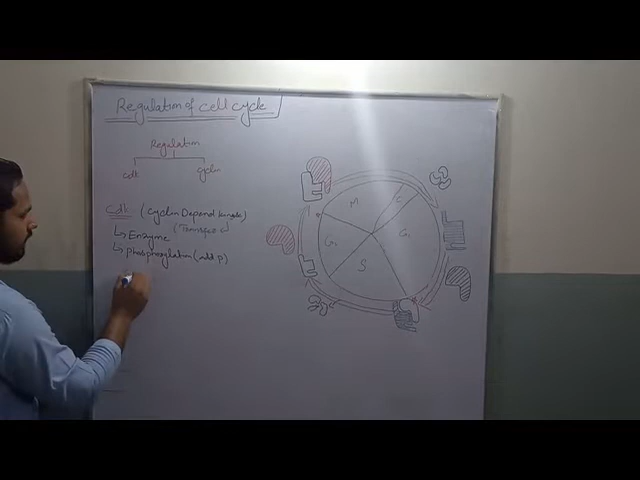 Regulation of cell cycle
Regulation
cdk cyclin
Cdk (cyclin Depend kinase)
↳ Enzyme
↳ phosphorylation (add P)
M
C
G1
S
G2